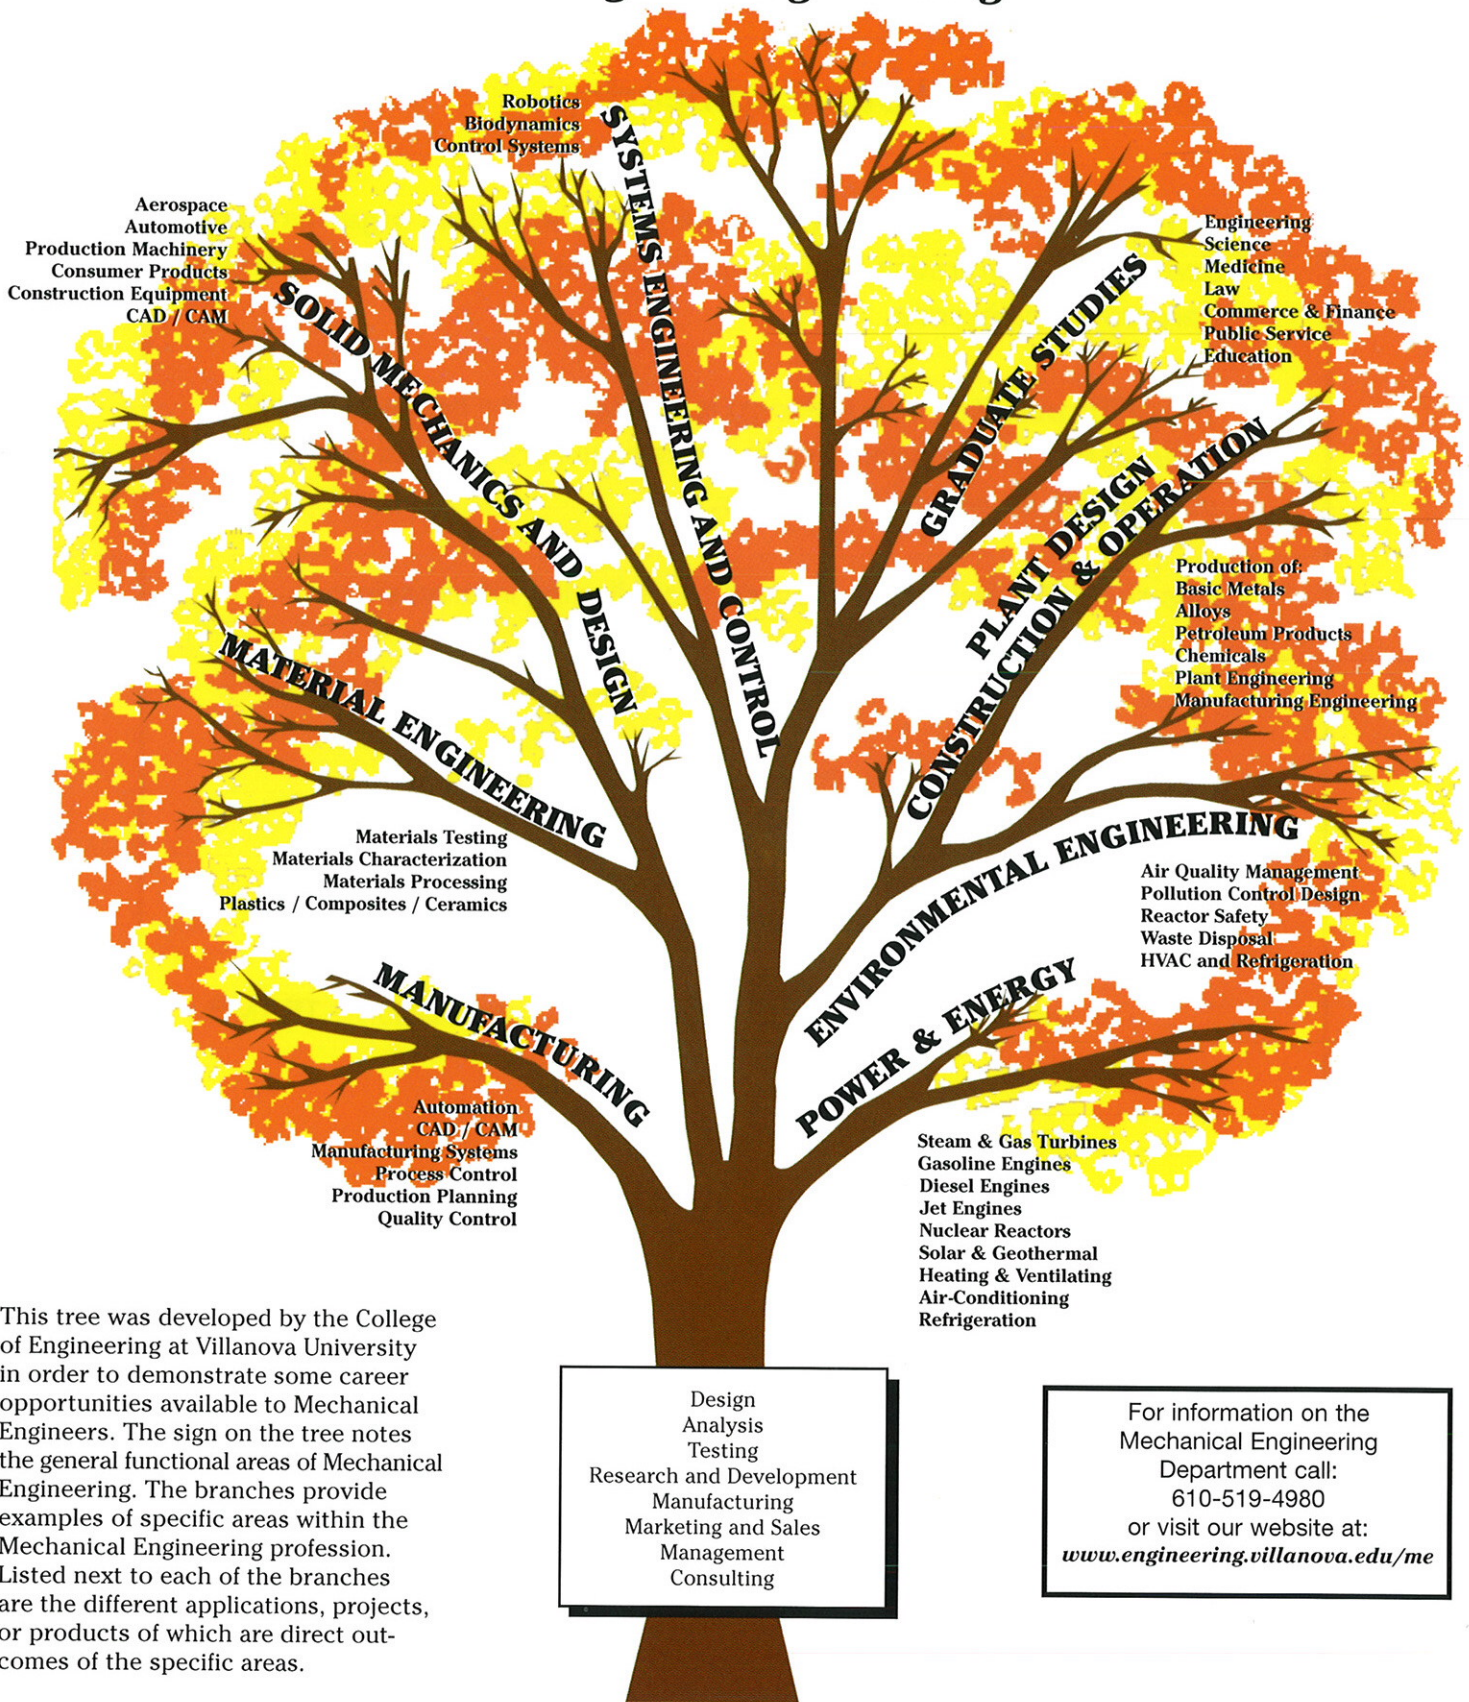 Robotics
Biodynamics
Control Systems
SYSTEMS ENGINEERING AND CONTROL
Aerospace
Automotive
Production Machinery
Consumer Products
Construction Equipment
CAD / CAM
SOLID MECHANICS AND DESIGN
Engineering
Science
Medicine
Law
Commerce & Finance
Public Service
Education
GRADUATE STUDIES
PLANT DESIGN
CONSTRUCTION & OPERATION
Production of:
Basic Metals
Alloys
Petroleum Products
Chemicals
Plant Engineering
Manufacturing Engineering
MATERIAL ENGINEERING
Materials Testing
Materials Characterization
Materials Processing
Plastics / Composites / Ceramics
ENVIRONMENTAL ENGINEERING
Air Quality Management
Pollution Control Design
Reactor Safety
Waste Disposal
HVAC and Refrigeration
MANUFACTURING
Automation
CAD / CAM
Manufacturing Systems
Process Control
Production Planning
Quality Control
POWER & ENERGY
Steam & Gas Turbines
Gasoline Engines
Diesel Engines
Jet Engines
Nuclear Reactors
Solar & Geothermal
Heating & Ventilating
Air-Conditioning
Refrigeration
This tree was developed by the College
of Engineering at Villanova University
in order to demonstrate some career
opportunities available to Mechanical
Engineers. The sign on the tree notes
the general functional areas of Mechanical
Engineering. The branches provide
examples of specific areas within the
Mechanical Engineering profession.
Listed next to each of the branches
are the different applications, projects,
or products of which are direct out-
comes of the specific areas.
Design
Analysis
Testing
Research and Development
Manufacturing
Marketing and Sales
Management
Consulting
For information on the
Mechanical Engineering
Department call:
610-519-4980
or visit our website at:
www.engineering.villanova.edu/me